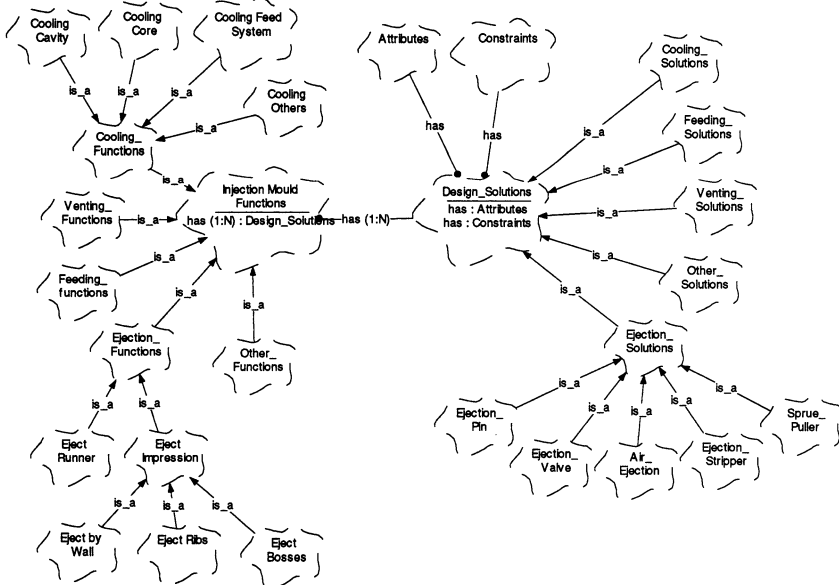 Cooling
Cavity
Cooling
Core
Cooling Feed
System
Cooling
Others
is_a
is_a
is_a
is_a
Cooling_
Functions
is_a
Venting_
Functions
is_a
Injection Mould
Functions
has (1:N) : Design_Solutions
has (1:N)
Feeding_
functions
is_a
is_a
is_a
Ejection_
Functions
Other_
Functions
is_a
is_a
Eject
Runner
Eject
Impression
is_a
is_a
is_a
Eject by
Wall
Eject Ribs
Eject
Bosses
Attributes
Constraints
has
has
Cooling_
Solutions
is_a
Feeding_
Solutions
is_a
Design_Solutions
has : Attributes
has : Constraints
Venting_
Solutions
is_a
Other_
Solutions
is_a
is_a
Ejection_
Solutions
is_a
is_a
is_a
is_a
is_a
Ejection_
Pin
Ejection_
Valve
Air_
Ejection
Ejection_
Stripper
Sprue_
Puller